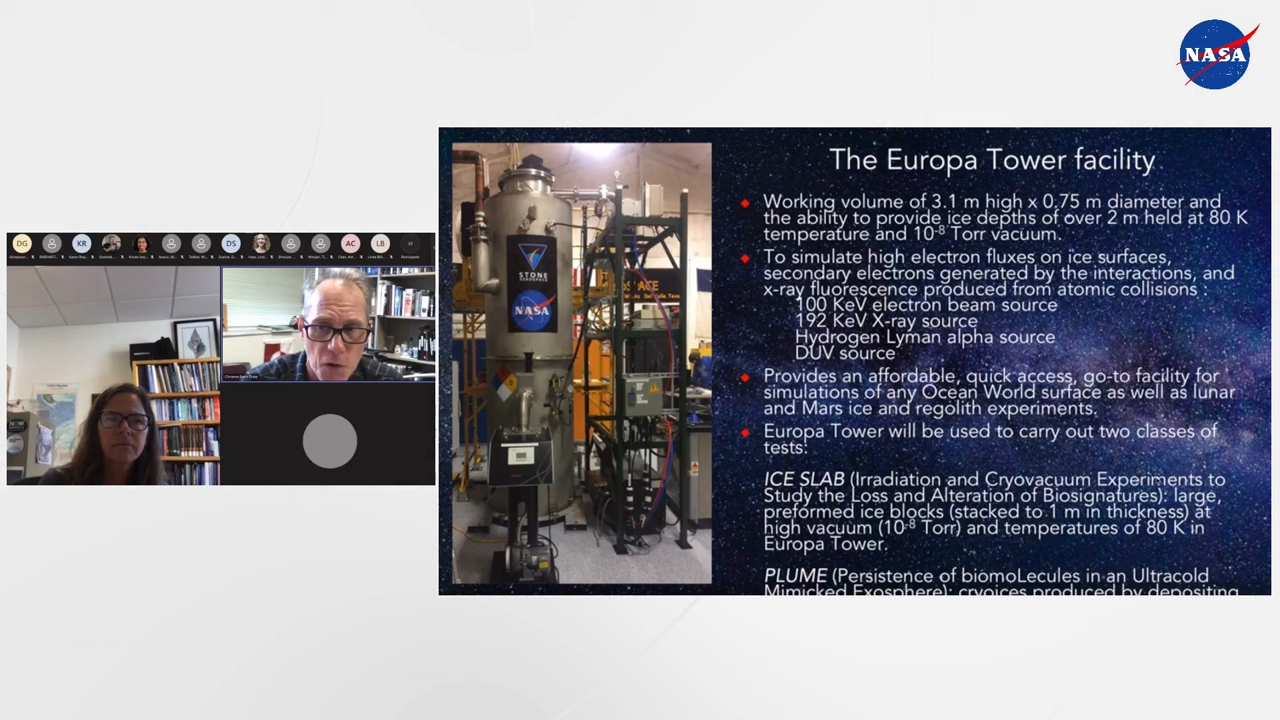 NASA
DG
KR
DS
AC
LB
Participants
The Europa Tower facility
Working volume of 3.1 m high x 0.75 m diameter and
the ability to provide ice depths of over 2 m held at 80 K
temperature and 10-8 Torr vacuum.
To simulate high electron fluxes on ice surfaces,
secondary electrons generated by the interactions, and
x-ray fluorescence produced from atomic collisions :
100 KeV electron beam source
192 KeV X-ray source
Hydrogen Lyman alpha source
DUV source
Provides an affordable, quick access, go-to facility for
simulations of any Ocean World surface as well as lunar
and Mars ice and regolith experiments.
Europa Tower will be used to carry out two classes of
tests:
ICE SLAB (Irradiation and Cryovacuum Experiments to
Study the Loss and Alteration of Biosignatures): large,
preformed ice blocks (stacked to 1 m in thickness) at
high vacuum (10-8 Torr) and temperatures of 80 K in
Europa Tower.
PLUME (Persistence of biomoLecules in an Ultracold
Mimicked Exosphere): cryoices produced by depositing
STONE
AEROSPACE
NASA